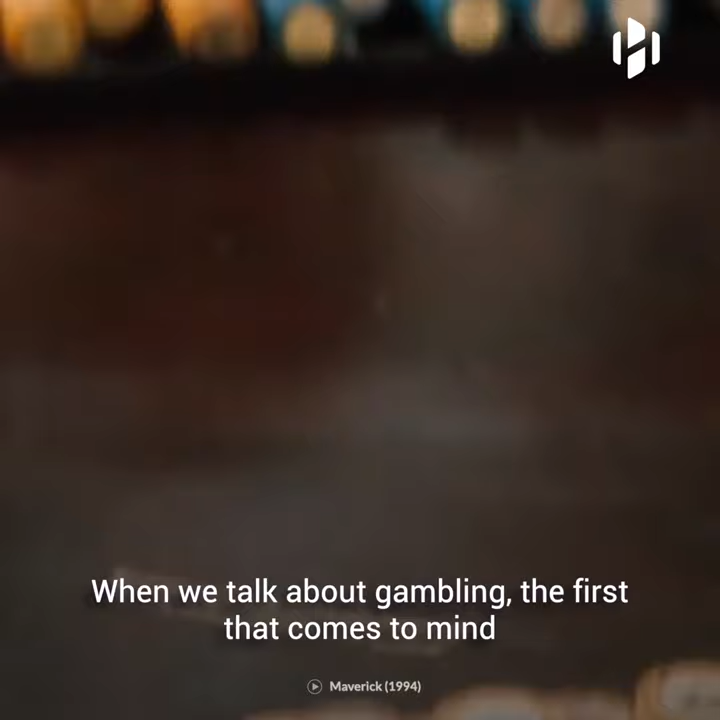 When we talk about gambling, the first
that comes to mind
Maverick (1994)